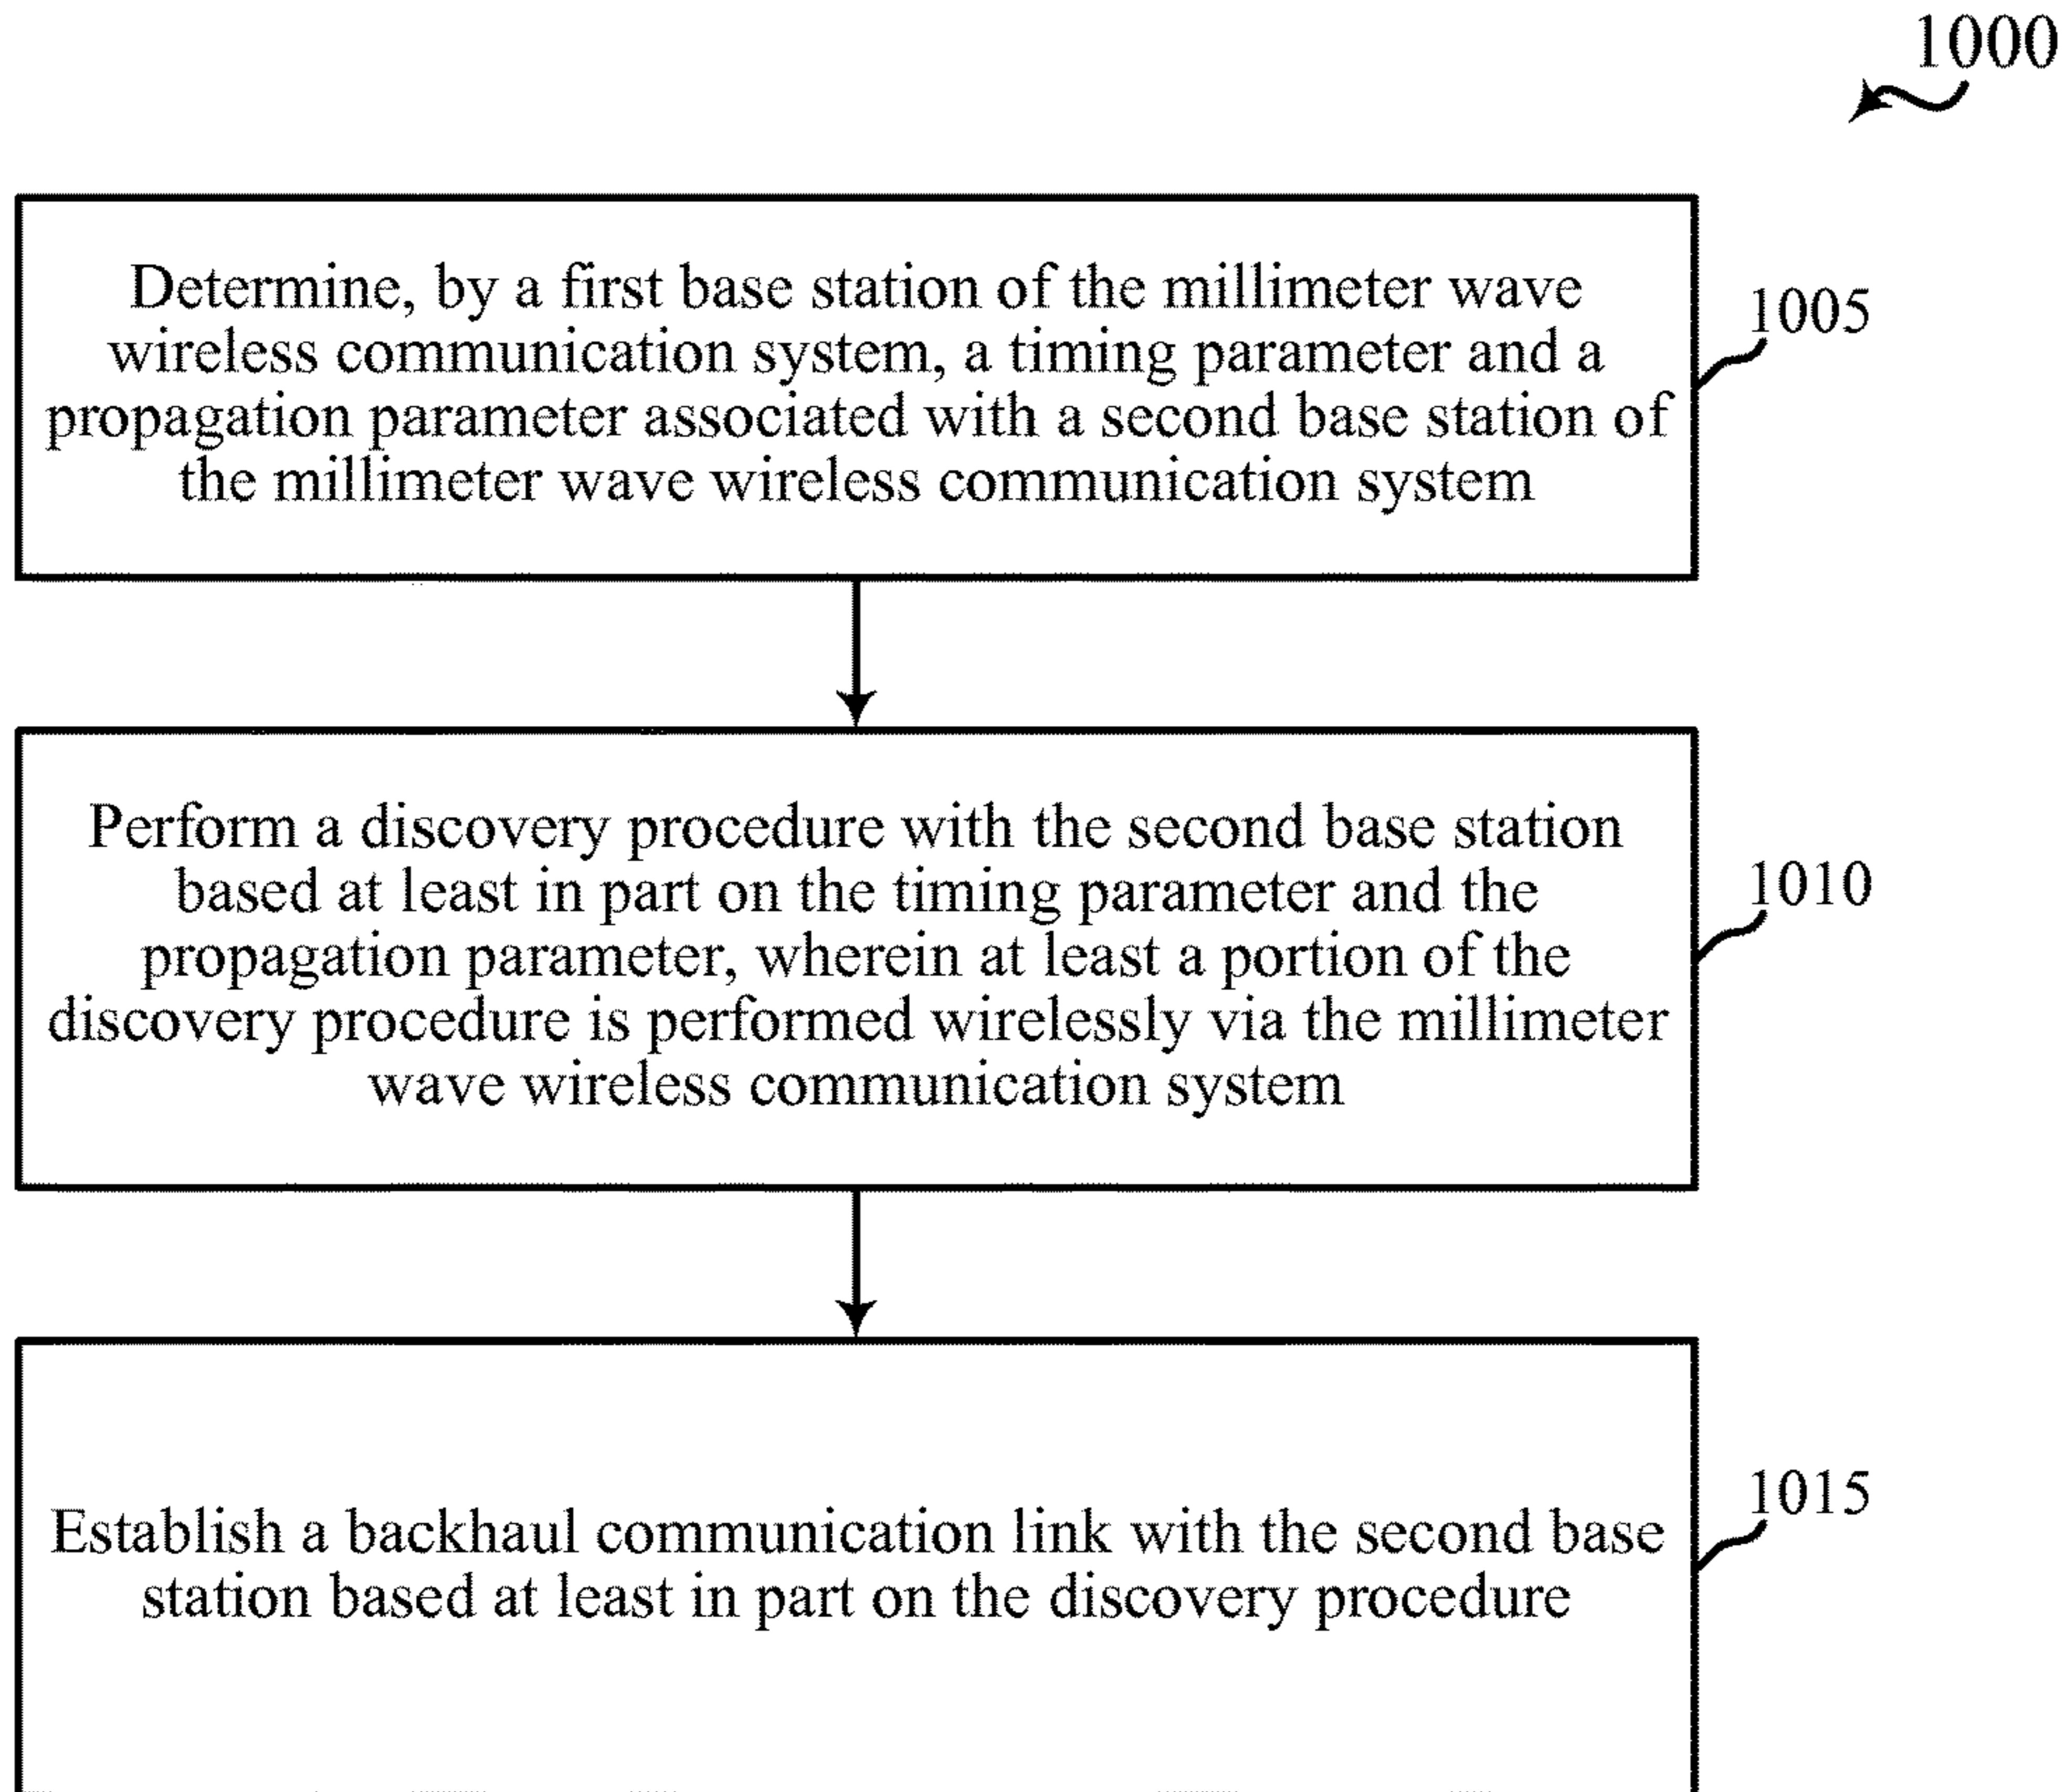 1000
Determine, by a first base station of the millimeter wave
wireless communication system, a timing parameter and a
propagation parameter associated with a second base station of
the millimeter wave wireless communication system
1005
Perform a discovery procedure with the second base station
based at least in part on the timing parameter and the
propagation parameter, wherein at least a portion of the
discovery procedure is performed wirelessly via the millimeter
wave wireless communication system
1010
Establish a backhaul communication link with the second base
station based at least in part on the discovery procedure
1015